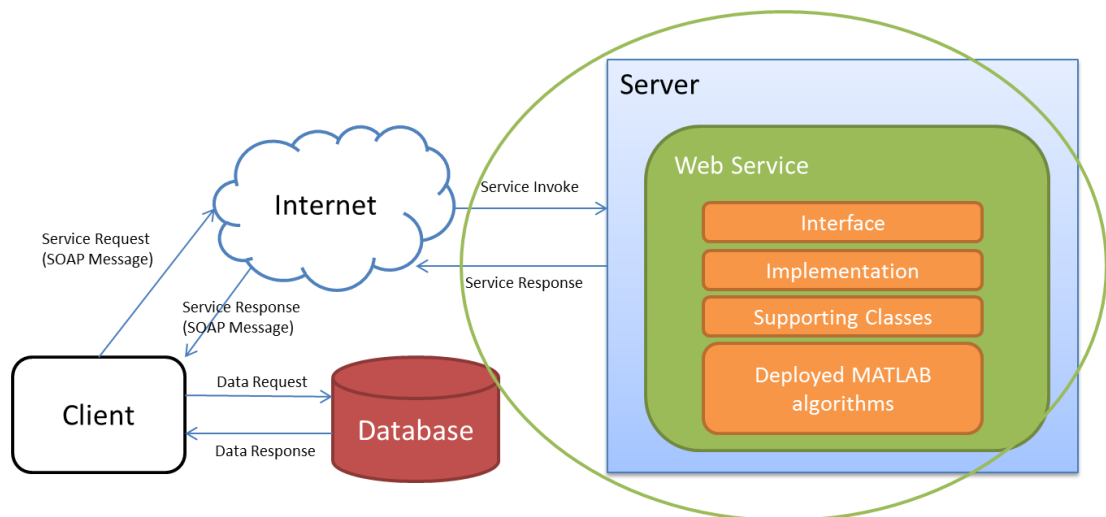 Server
Web Service
Interface
Implementation
Supporting Classes
Deployed MATLAB
algorithms
Internet
Service Invoke
Service Response
Service Request
(SOAP Message)
Service Response
(SOAP Message)
Client
Data Request
Data Response
Database